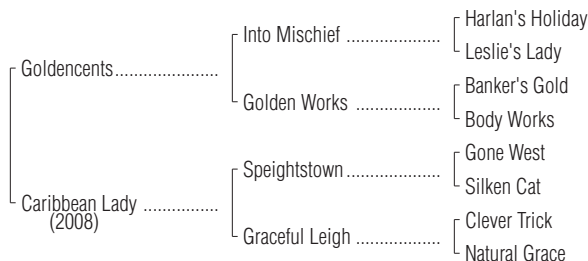 Harlan's Holiday
Into Mischief ......................
Leslie's Lady
Goldencents........................
Banker's Gold
Golden Works ......................
Body Works
Gone West
Speightstown......................
Silken Cat
Caribbean Lady .................
(2008)
Clever Trick
Graceful Leigh ...................
Natural Grace